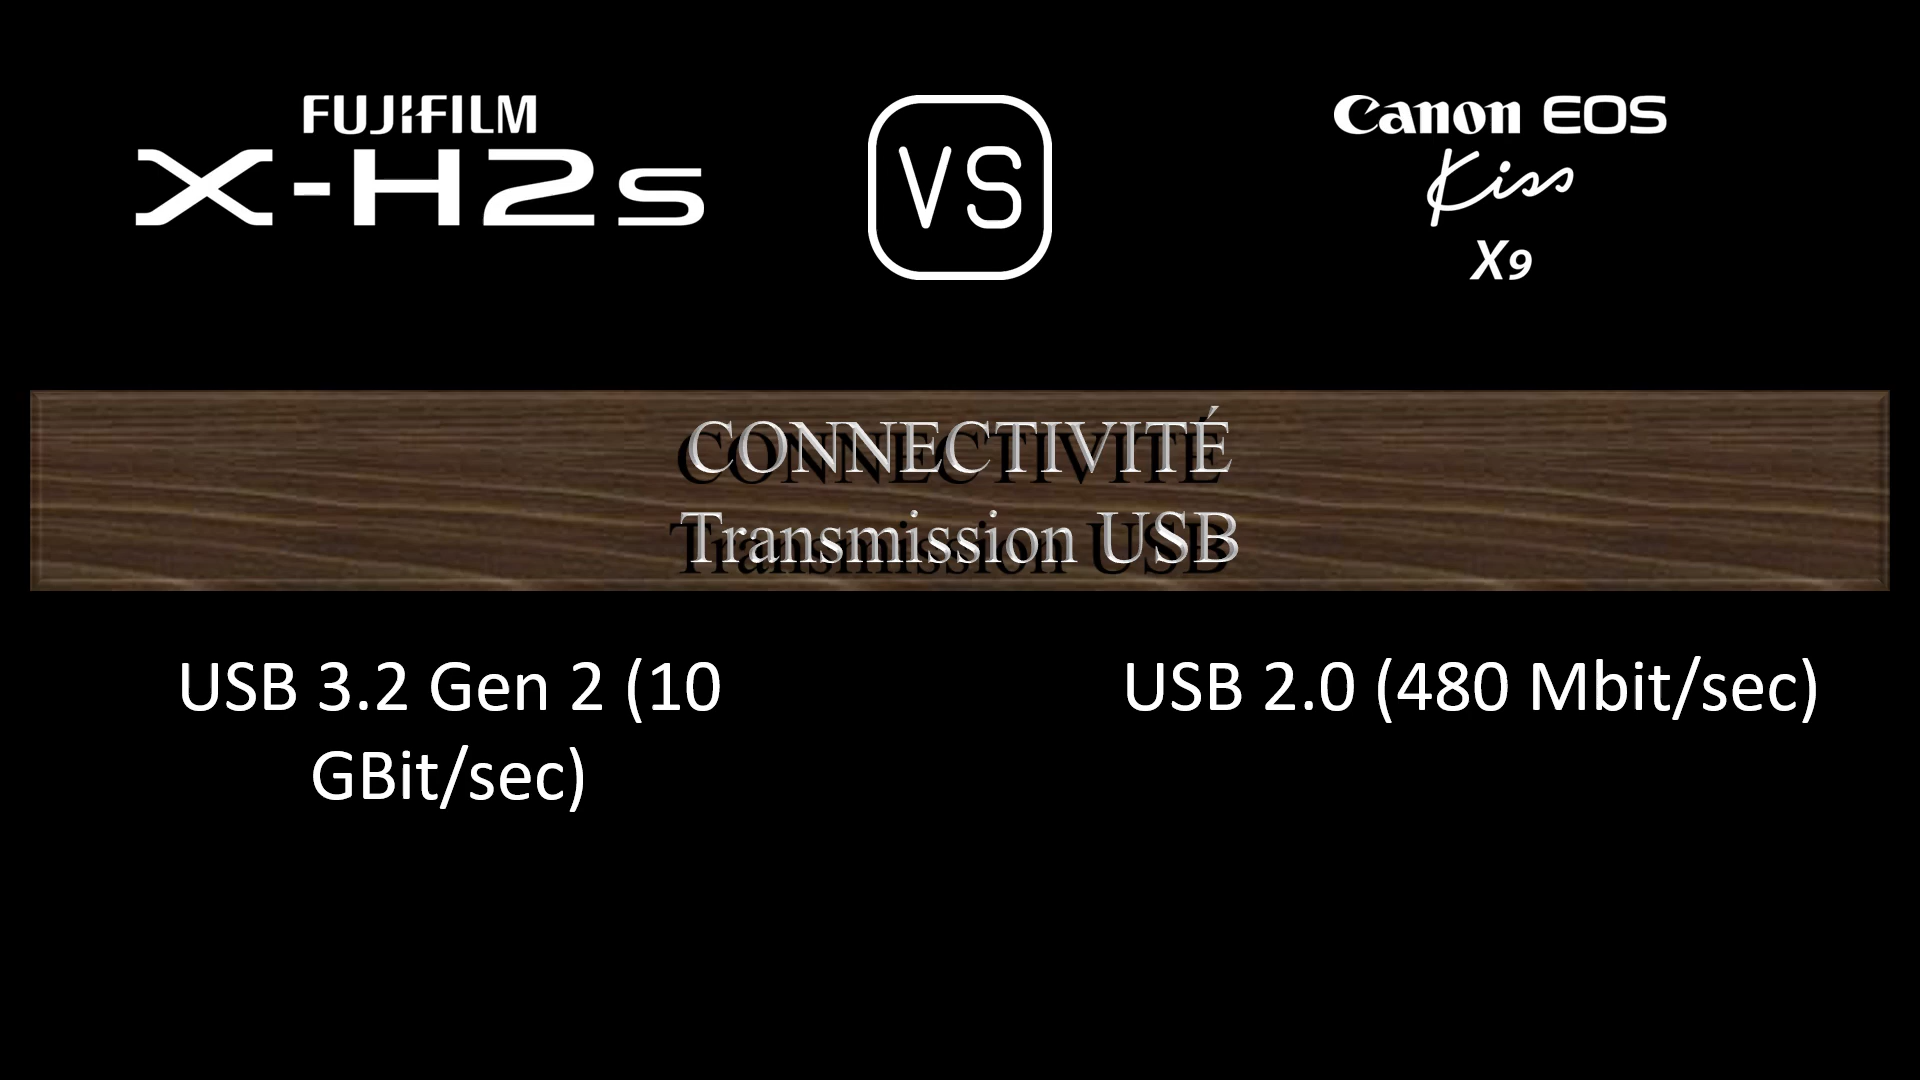 FUJIFILM
X-H2s
VS
Canon EOS
Kiss
X9
CONNECTIVITÉ
Transmission USB
USB 3.2 Gen 2 (10
GBit/sec)
USB 2.0 (480 Mbit/sec)